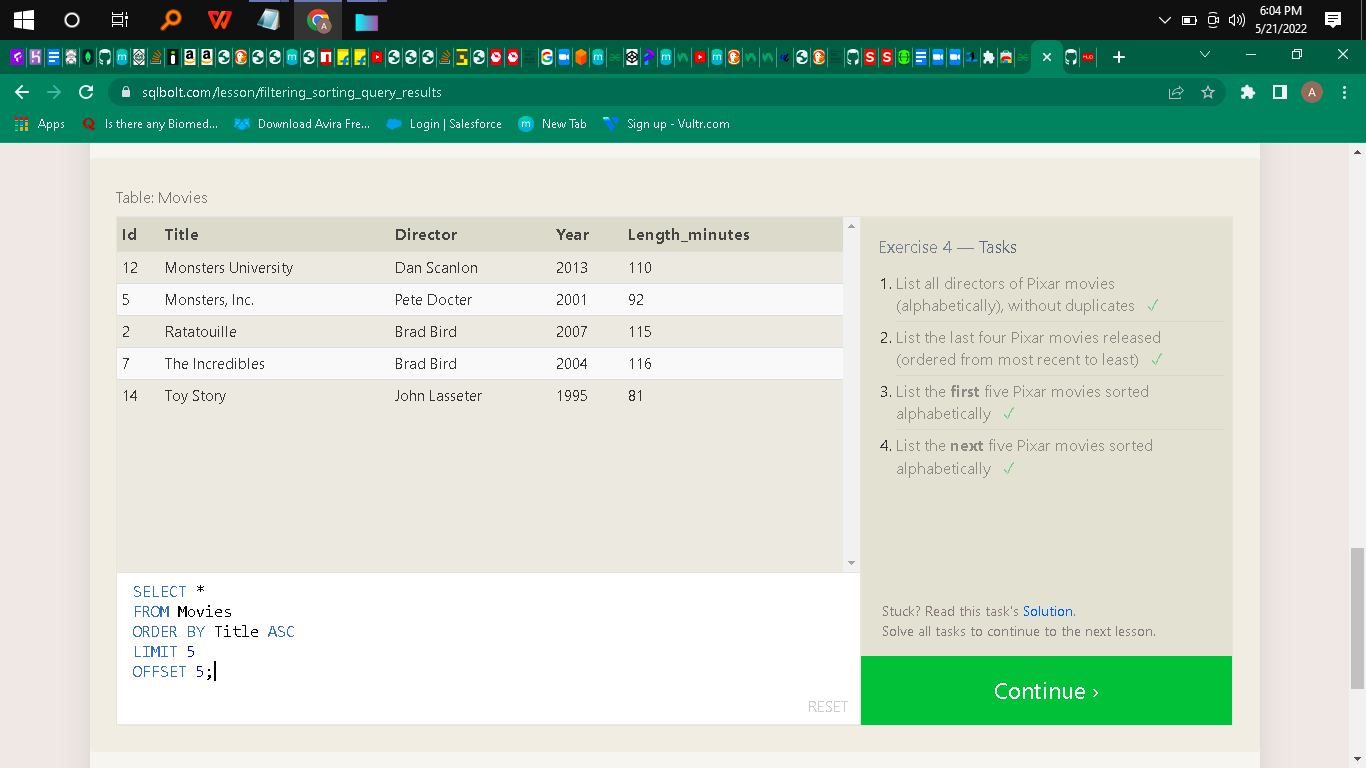 6:04 PM
5/21/2022
sqlbolt.com/lesson/filtering_sorting_query_results
A
Apps Is there any Biomed... Download Avira Fre... Login | Salesforce New Tab Sign up - Vultr.com
Table: Movies
Id Title Director Year Length_minutes
12 Monsters University Dan Scanlon 2013 110
5 Monsters, Inc. Pete Docter 2001 92
2 Ratatouille Brad Bird 2007 115
7 The Incredibles Brad Bird 2004 116
14 Toy Story John Lasseter 1995 81
Exercise 4 — Tasks
1. List all directors of Pixar movies
(alphabetically), without duplicates ✓
2. List the last four Pixar movies released
(ordered from most recent to least) ✓
3. List the first five Pixar movies sorted
alphabetically ✓
4. List the next five Pixar movies sorted
alphabetically ✓
Stuck? Read this task's Solution.
Solve all tasks to continue to the next lesson.
Continue ›
SELECT *
FROM Movies
ORDER BY Title ASC
LIMIT 5
OFFSET 5;
RESET